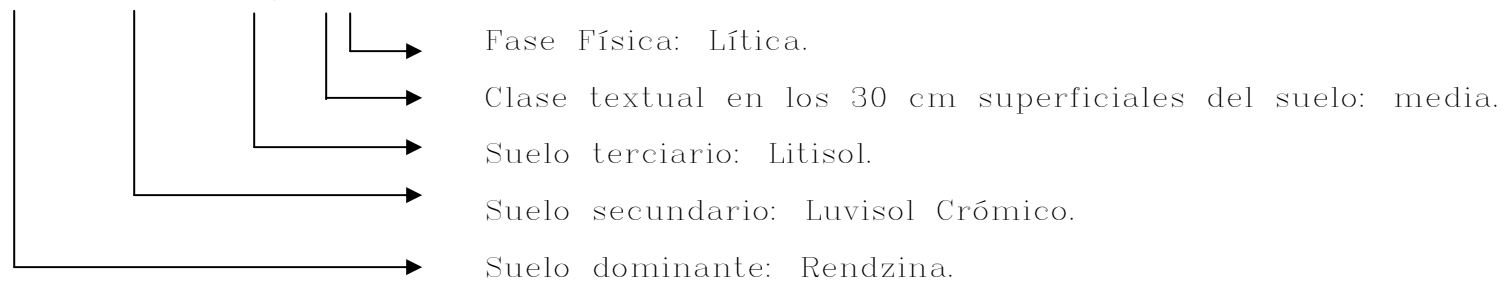 Fase Física: Lítica.
Clase textual en los 30 cm superficiales del suelo: media.
Suelo terciario: Litisol.
Suelo secundario: Luvisol Crómico.
Suelo dominante: Rendzina.